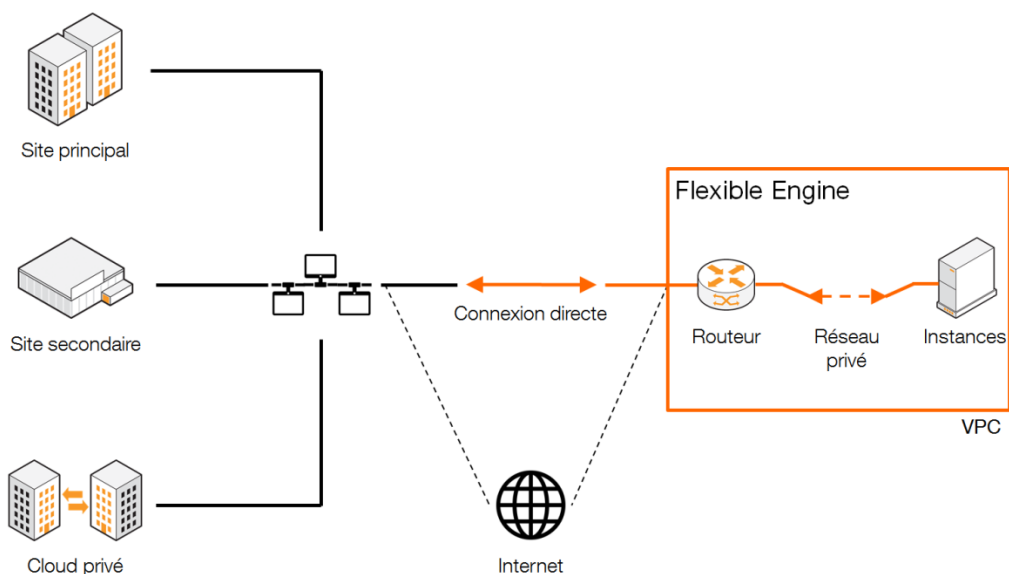 Site principal
Flexible Engine
Connexion directe
Site secondaire
Routeur
Réseau
privé
Instances
VPC
Cloud privé
Internet